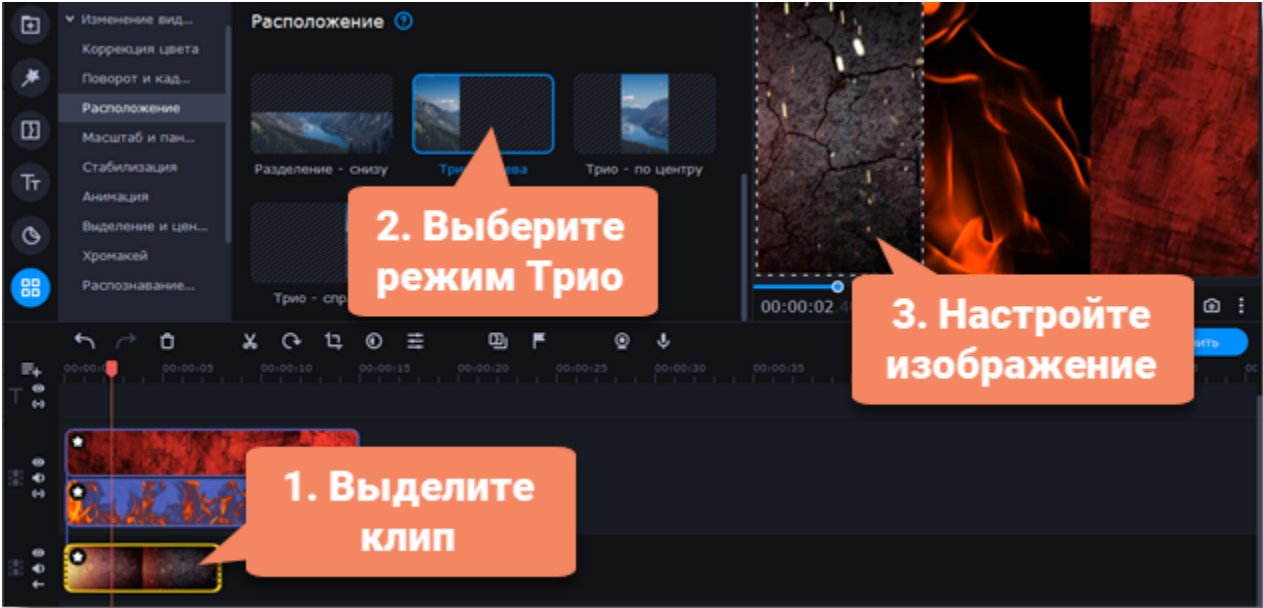 Изменение вид...
Коррекция цвета
Поворот и кад...
Расположение
Масштаб и пан...
Стабилизация
Анимация
Выделение и цен...
Хромакей
Распознавание...
Расположение
Разделение - снизу
Трио - по центру
2. Выберите
режим Трио
00:00:02
3. Настройте
изображение
00:00:05
00:00:10
00:00:15
00:00:20
00:00:25
00:00:30
00:00:35
1. Выделите
клип